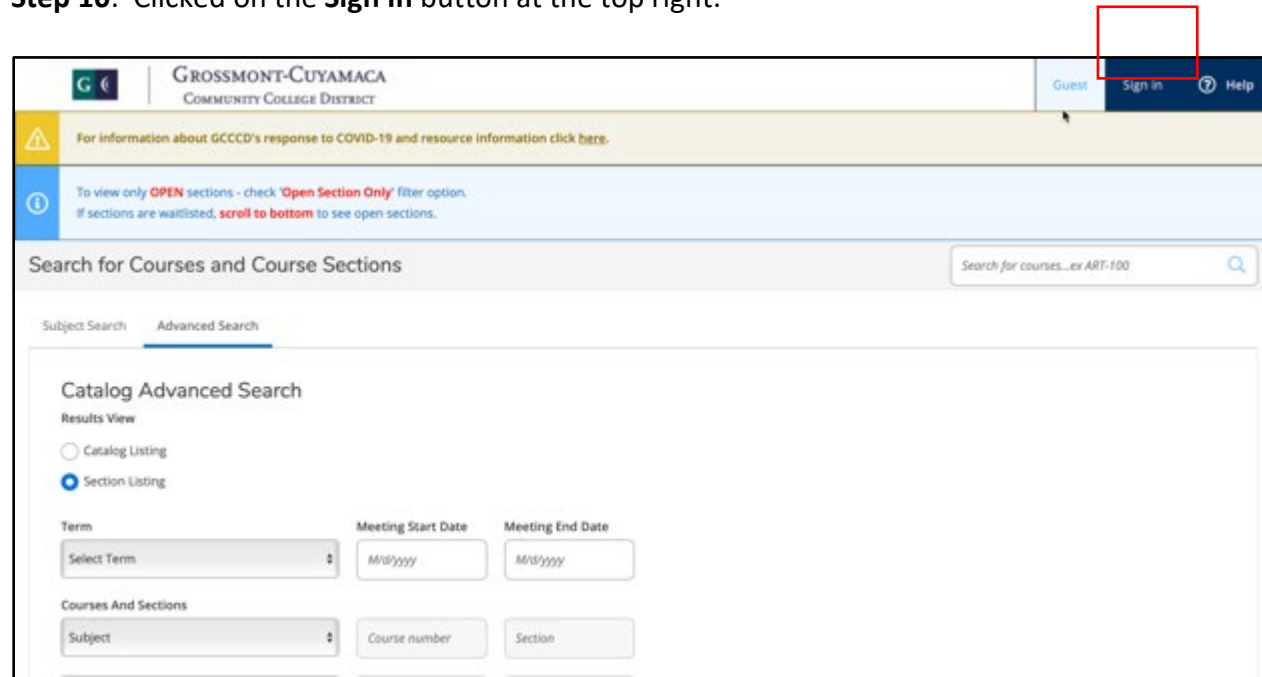 Step 10: Clicked on the Sign In button at the top right.
G C GROSSMONT-CUYAMACA
COMMUNITY COLLEGE DISTRICT
Guest Sign in ? Help
For information about GCCCD's response to COVID-19 and resource information click here.
To view only OPEN sections - check 'Open Section Only' filter option.
If sections are waitlisted, scroll to bottom to see open sections.
Search for Courses and Course Sections
Search for courses...ex ART-100
Subject Search Advanced Search
Catalog Advanced Search
Results View
Catalog Listing
Section Listing
Term Meeting Start Date Meeting End Date
Select Term M/d/yyyy M/d/yyyy
Courses And Sections
Subject Course number Section